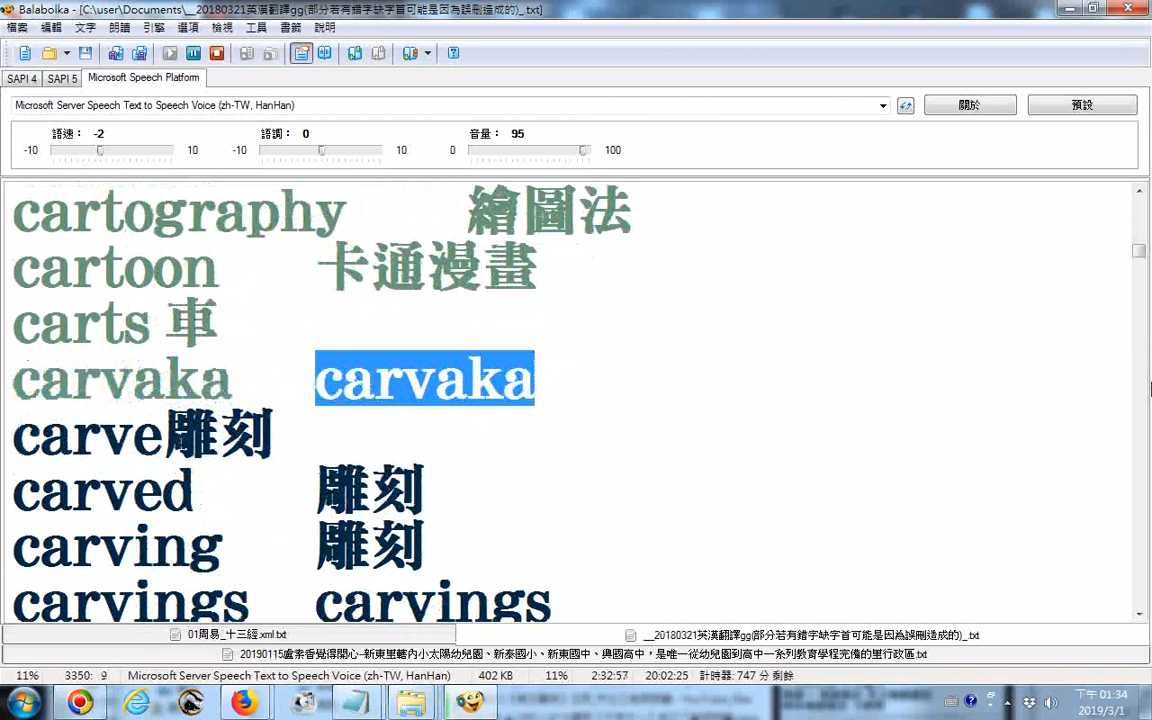 Balabolka - [C:\user\Documents\__20180321英漢翻譯gg(部分若有錯字缺字首可能是因為誤刪造成的)_.txt]
檔案 編輯 文字 朗讀 引擎 選項 檢視 工具 書籤 說明
SAPI 4 SAPI 5 Microsoft Speech Platform
Microsoft Server Speech Text to Speech Voice (zh-TW, HanHan) 關於 預設
語速： -2 語調： 0 音量： 95
-10 10 -10 10 0 100
cartography 繪圖法
cartoon 卡通漫畫
carts 車
carvaka carvaka
carve雕刻
carved 雕刻
carving 雕刻
carvings carvings
01周易_十三經.xml.txt __20180321英漢翻譯gg(部分若有錯字缺字首可能是因為誤刪造成的)_.txt
20190115盧素香覺得開心--新東里轄內小太陽幼兒園、新泰國小、新東國中、興國高中，是唯一從幼兒園到高中一系列教育學程完備的里行政區.txt
11% 3350: 9 Microsoft Server Speech Text to Speech Voice (zh-TW, HanHan) 402 KB 11% 2:32:57 20:02:25 計時器: 747 分 剩餘
下午 01:34
2019/3/1